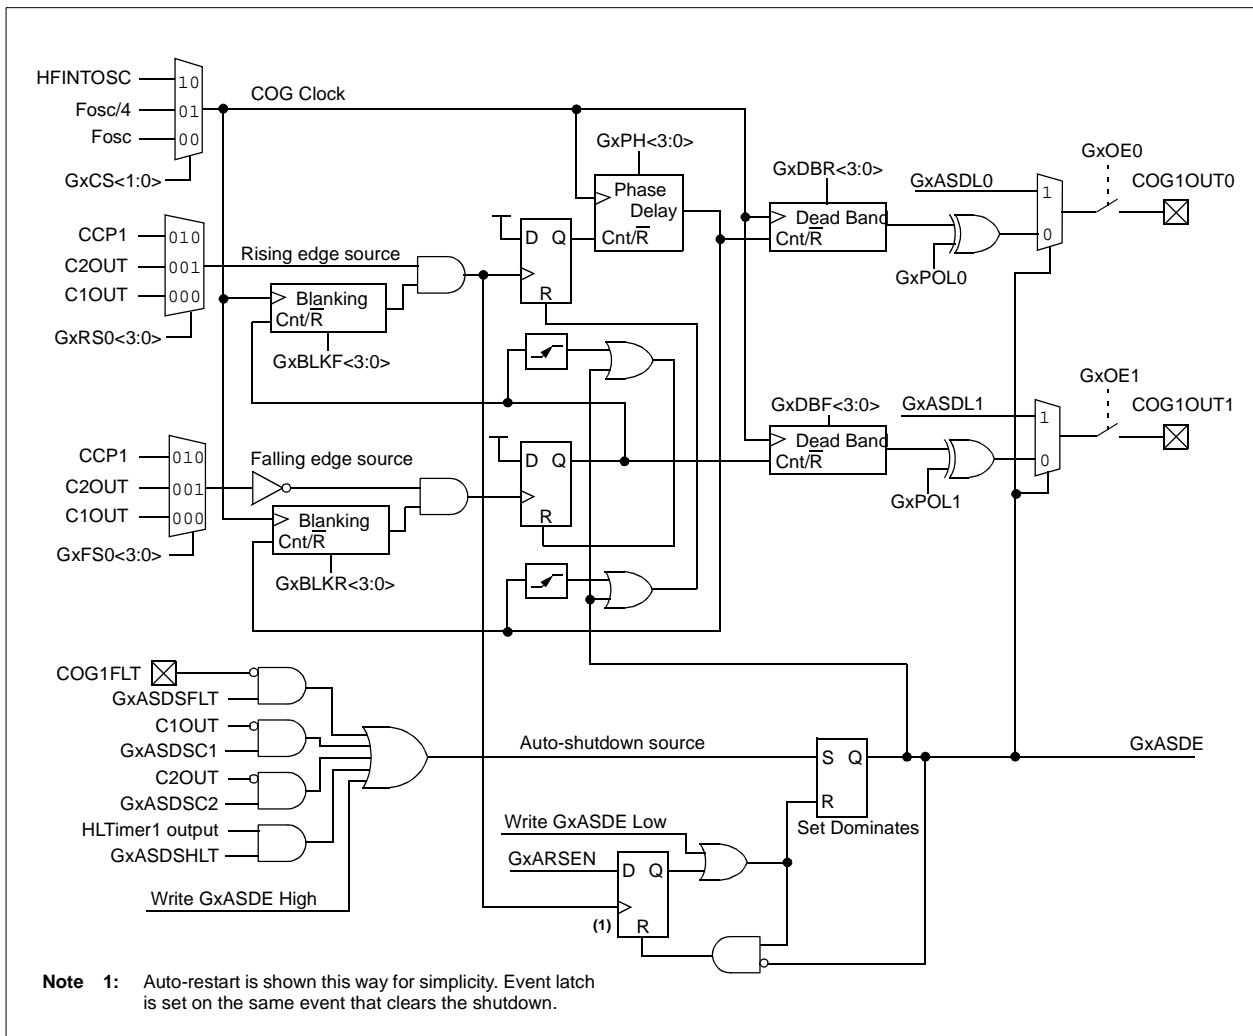 HFINTOSC
10
COG Clock
Fosc/4
01
Fosc
00
GxCS<1:0>
GxPH<3:0>
Phase
Delay
Cnt/R
GxDBR<3:0>
Dead Band
Cnt/R
GxASDL0
1
0
GxOE0
COG1OUT0
GxPOL0
CCP1
010
C2OUT
001
Rising edge source
C1OUT
000
GxRS0<3:0>
Blanking
Cnt/R
GxBLKF<3:0>
D Q
R
GxDBF<3:0>
Dead Band
Cnt/R
GxASDL1
1
0
GxOE1
COG1OUT1
GxPOL1
CCP1
010
C2OUT
001
Falling edge source
C1OUT
000
GxFS0<3:0>
Blanking
Cnt/R
GxBLKR<3:0>
D Q
R
COG1FLT
GxASDSFLT
C1OUT
GxASDSC1
C2OUT
GxASDSC2
HLTimer1 output
GxASDSHLT
Write GxASDE High
Auto-shutdown source
S Q
R
Set Dominates
GxASDE
Write GxASDE Low
GxARSEN
D Q
(1)
R
Note 1: Auto-restart is shown this way for simplicity. Event latch
is set on the same event that clears the shutdown.